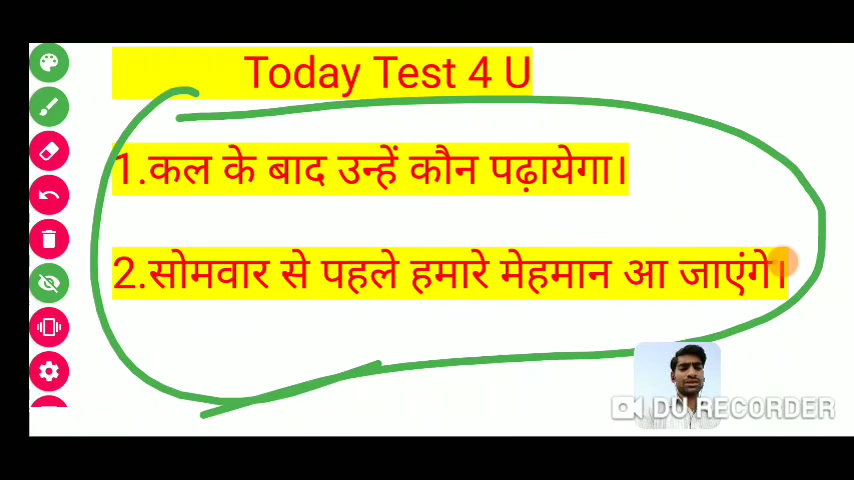 Today Test 4 U
1.कल के बाद उन्हें कौन पढ़ायेगा।
2.सोमवार से पहले हमारे मेहमान आ जाएंगे।
DU RECORDER